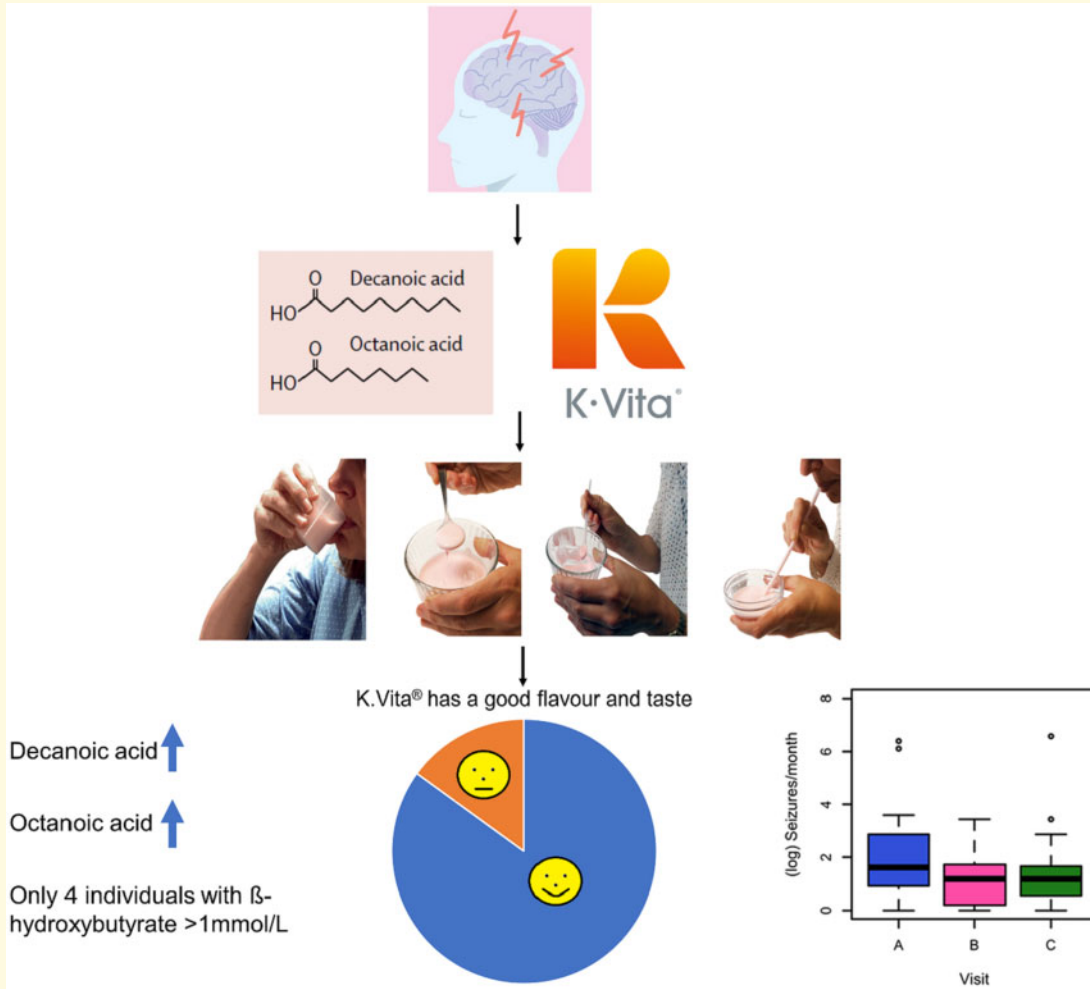 O
Decanoic acid
HO
O
Octanoic acid
HO
K·Vita®
K.Vita® has a good flavour and taste
Decanoic acid
Octanoic acid
Only 4 individuals with ß-
hydroxybutyrate >1mmol/L
(log) Seizures/month
8
6
4
2
0
A B C
Visit